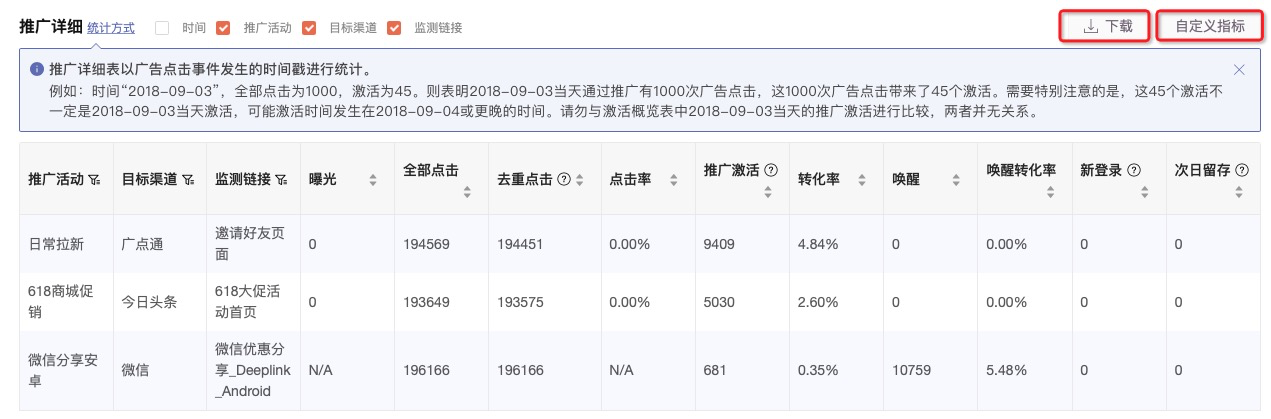 推广详细 统计方式 时间 推广活动 目标渠道 监测链接 下载 自定义指标
推广详细表以广告点击事件发生的时间戳进行统计。
例如：时间“2018-09-03”，全部点击为1000，激活为45。则表明2018-09-03当天通过推广有1000次广告点击，这1000次广告点击带来了45个激活。需要特别注意的是，这45个激活不
一定是2018-09-03当天激活，可能激活时间发生在2018-09-04或更晚的时间。请勿与激活概览表中2018-09-03当天的推广激活进行比较，两者并无关系。
推广活动 目标渠道 监测链接 曝光 全部点击 去重点击 点击率 推广激活 转化率 唤醒 唤醒转化率 新登录 次日留存
日常拉新 广点通 邀请好友页 0 194569 194451 0.00% 9409 4.84% 0 0.00% 0 0
面
618商城促 今日头条 618大促活 0 193649 193575 0.00% 5030 2.60% 0 0.00% 0 0
销 动首页
微信分享安 微信 微信优惠分 N/A 196166 196166 N/A 681 0.35% 10759 5.48% 0 0
卓 享_Deeplink
_Android